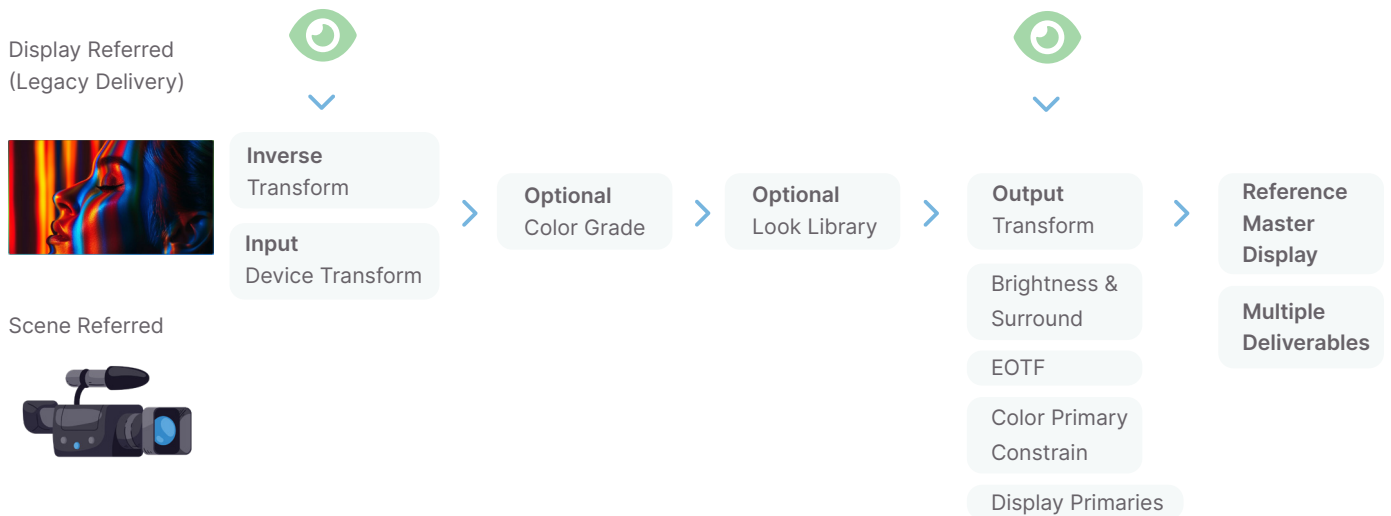 Display Referred
(Legacy Delivery)
Inverse
Transform
Input
Device Transform
Scene Referred
Optional
Color Grade
Optional
Look Library
Output
Transform
Brightness &
Surround
EOTF
Color Primary
Constrain
Display Primaries
Reference
Master
Display
Multiple
Deliverables